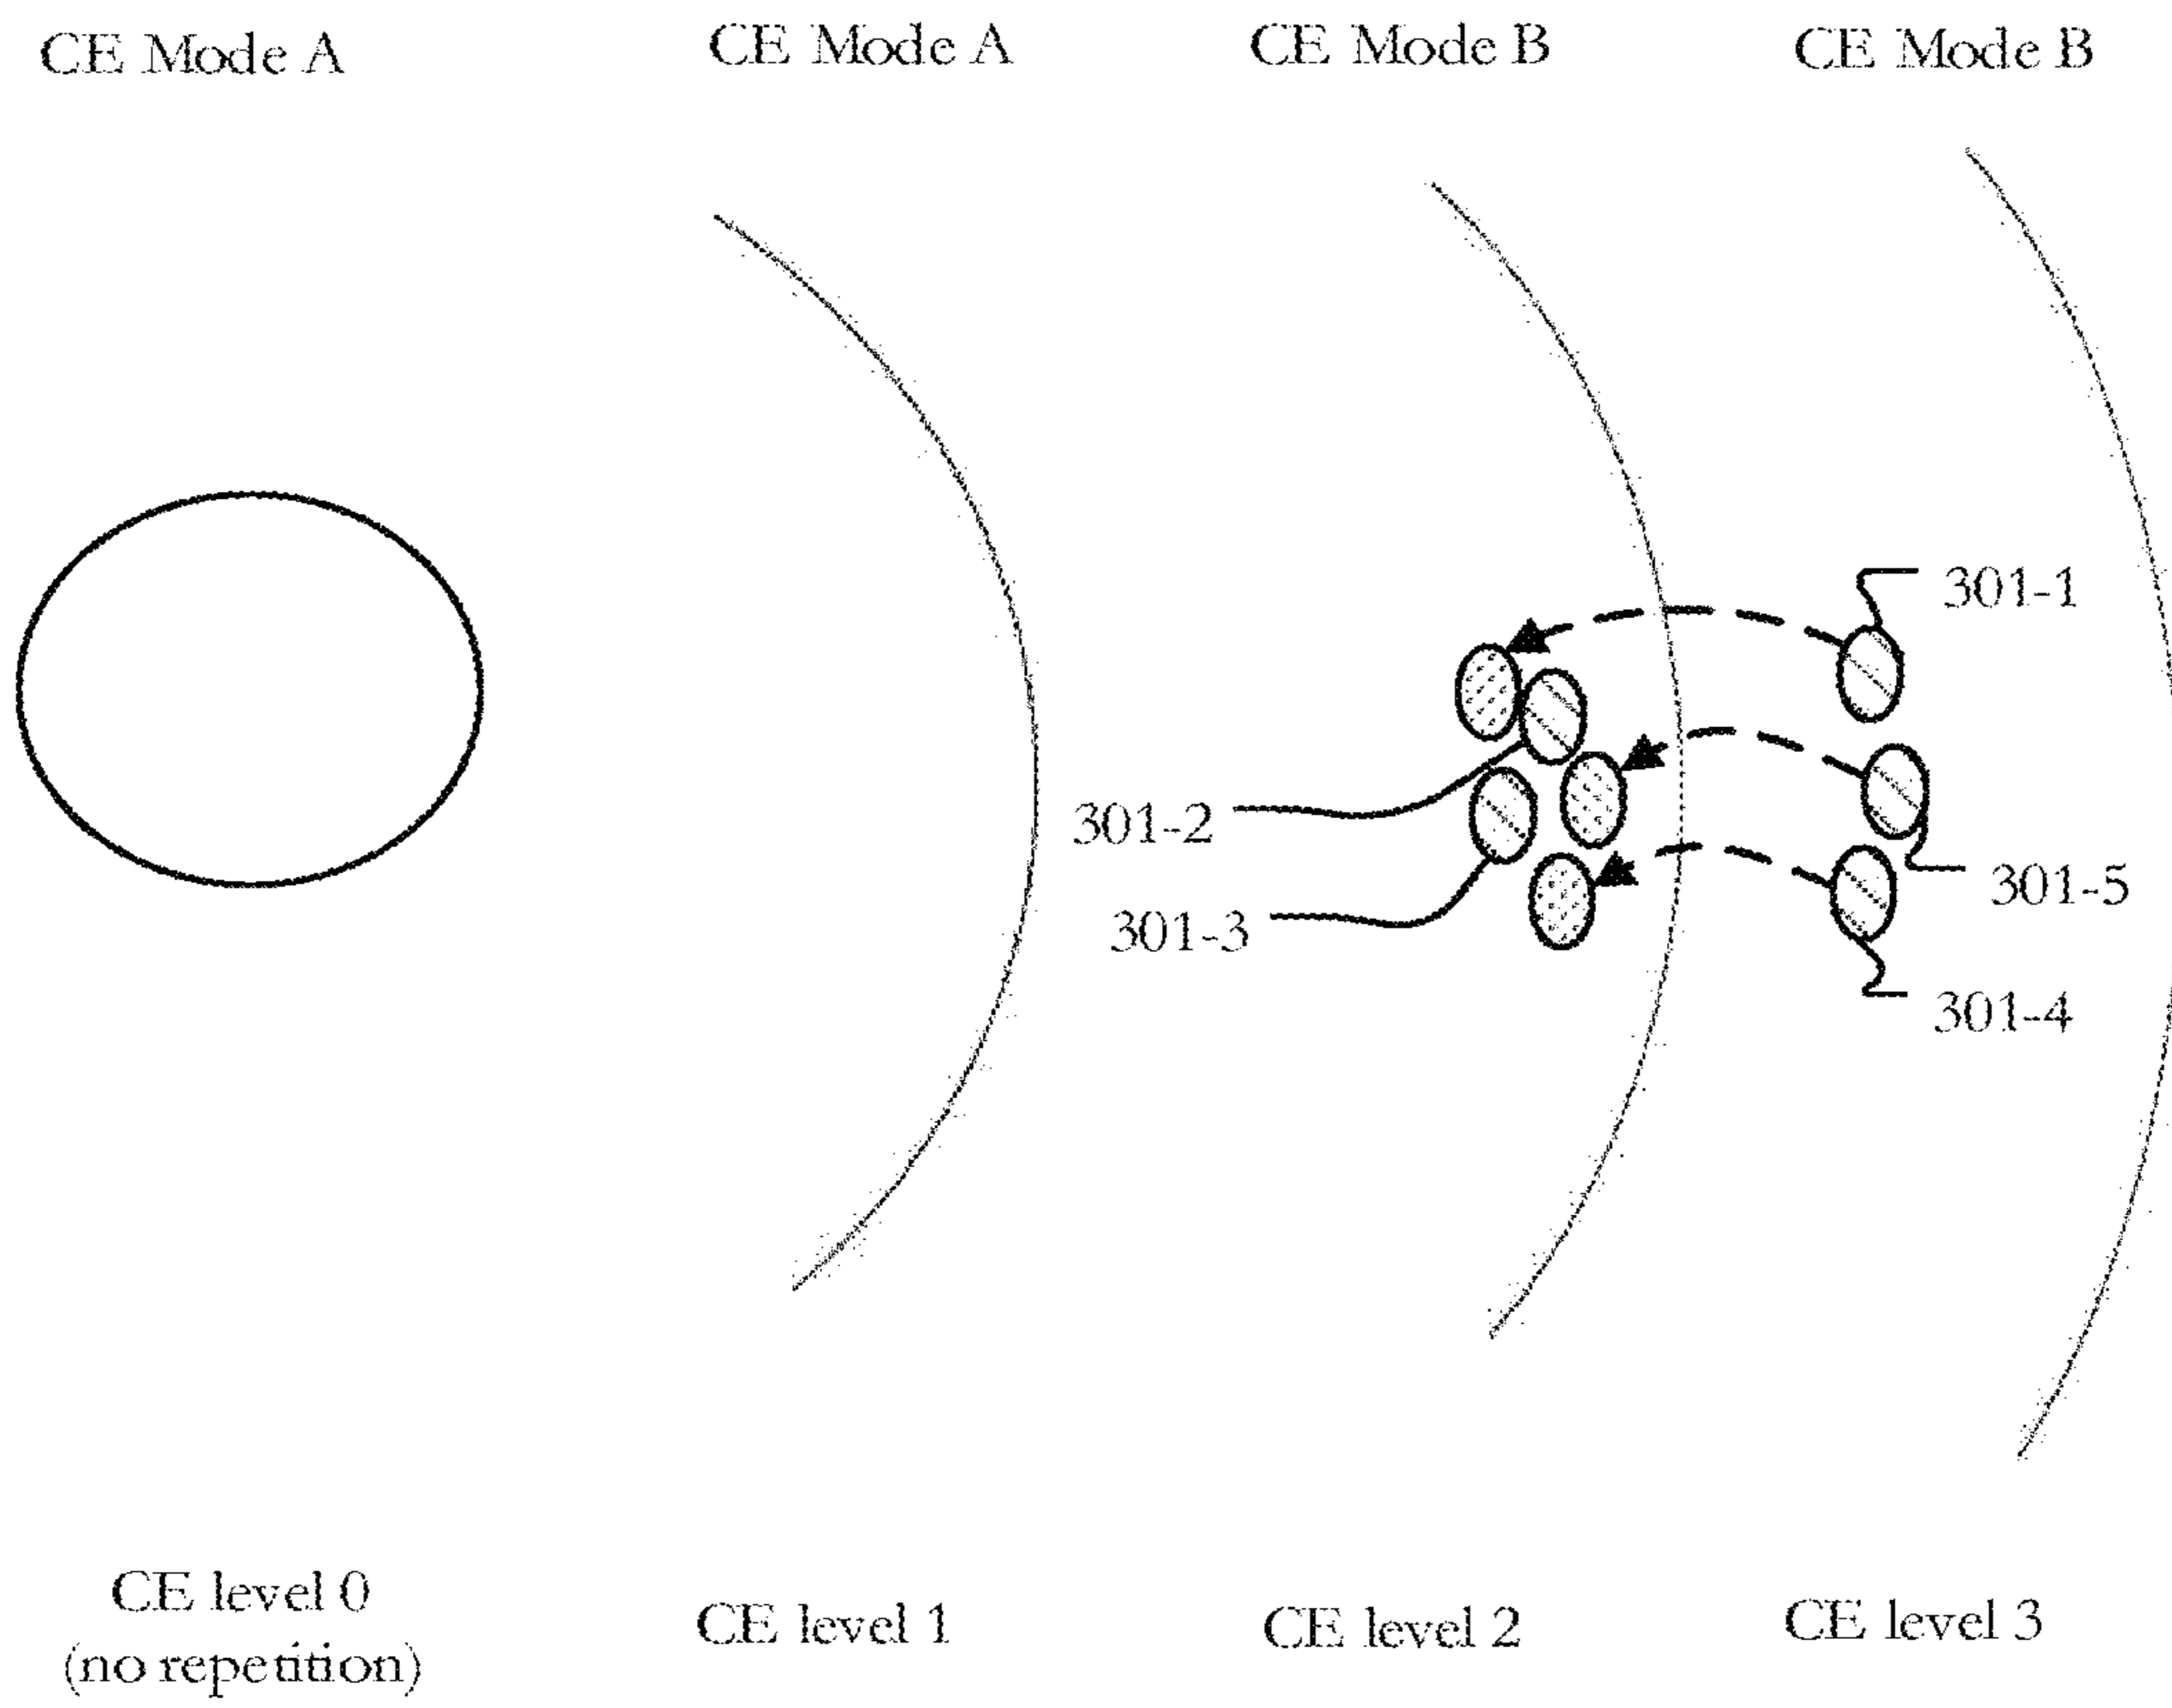 CE Mode A
CE Mode A
CE Mode B
CE Mode B
301-1
301-2
301-5
301-3
301-4
CE level 0
(no repetition)
CE level 1
CE level 2
CE level 3